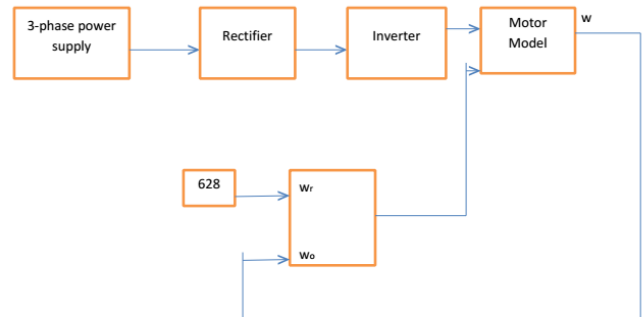 3-phase power
supply
Rectifier
Inverter
Motor
Model
w
628
wr
wo